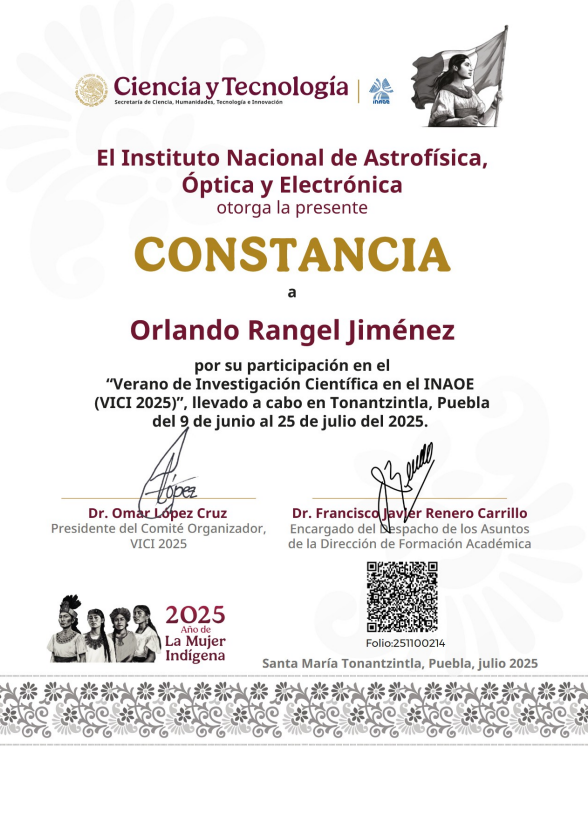 Ciencia y Tecnología
Secretaría de Ciencia, Humanidades, Tecnología e Innovación
INAOE
El Instituto Nacional de Astrofísica,
Óptica y Electrónica
otorga la presente
CONSTANCIA
a
Orlando Rangel Jiménez
por su participación en el
“Verano de Investigación Científica en el INAOE
(VICI 2025)”, llevado a cabo en Tonantzintla, Puebla
del 9 de junio al 25 de julio del 2025.
López
Dr. Omar López Cruz
Presidente del Comité Organizador,
VICI 2025
Dr. Francisco Javier Renero Carrillo
Encargado del Despacho de los Asuntos
de la Dirección de Formación Académica
2025
Año de
La Mujer
Indígena
Folio:251100214
Santa María Tonantzintla, Puebla, julio 2025